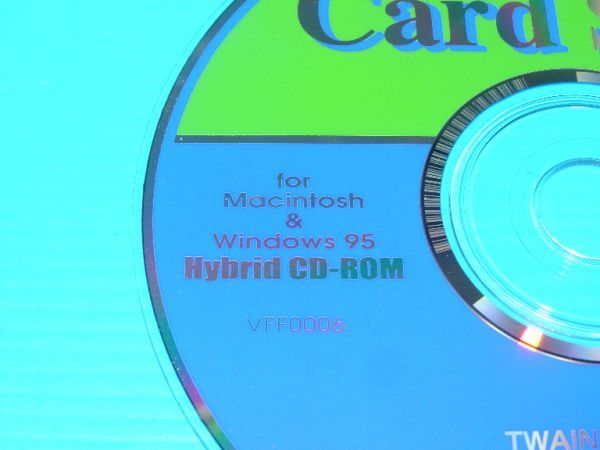 Card
for
Macintosh
&
Windows 95
Hybrid CD-ROM
VFF0006
TWAIN